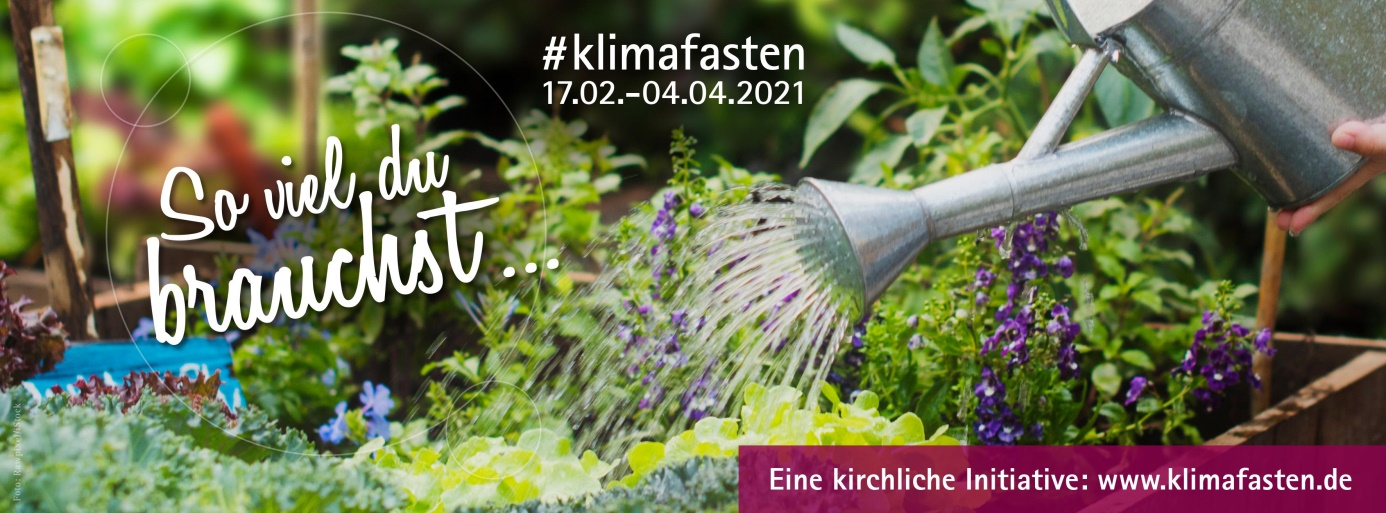 #klimafasten
17.02.–04.04.2021
So viel du
brauchst ...
Eine kirchliche Initiative: www.klimafasten.de